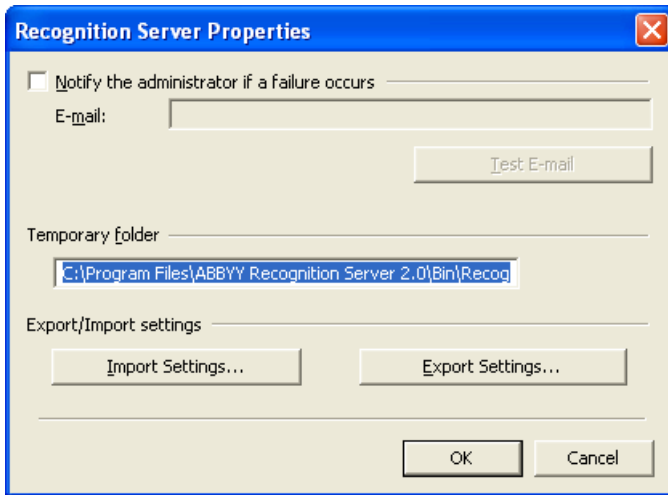 Recognition Server Properties
Notify the administrator if a failure occurs
E-mail:
Test E-mail
Temporary folder
C:\Program Files\ABBYY Recognition Server 2.0\Bin\Recog
Export/Import settings
Import Settings...
Export Settings...
OK
Cancel